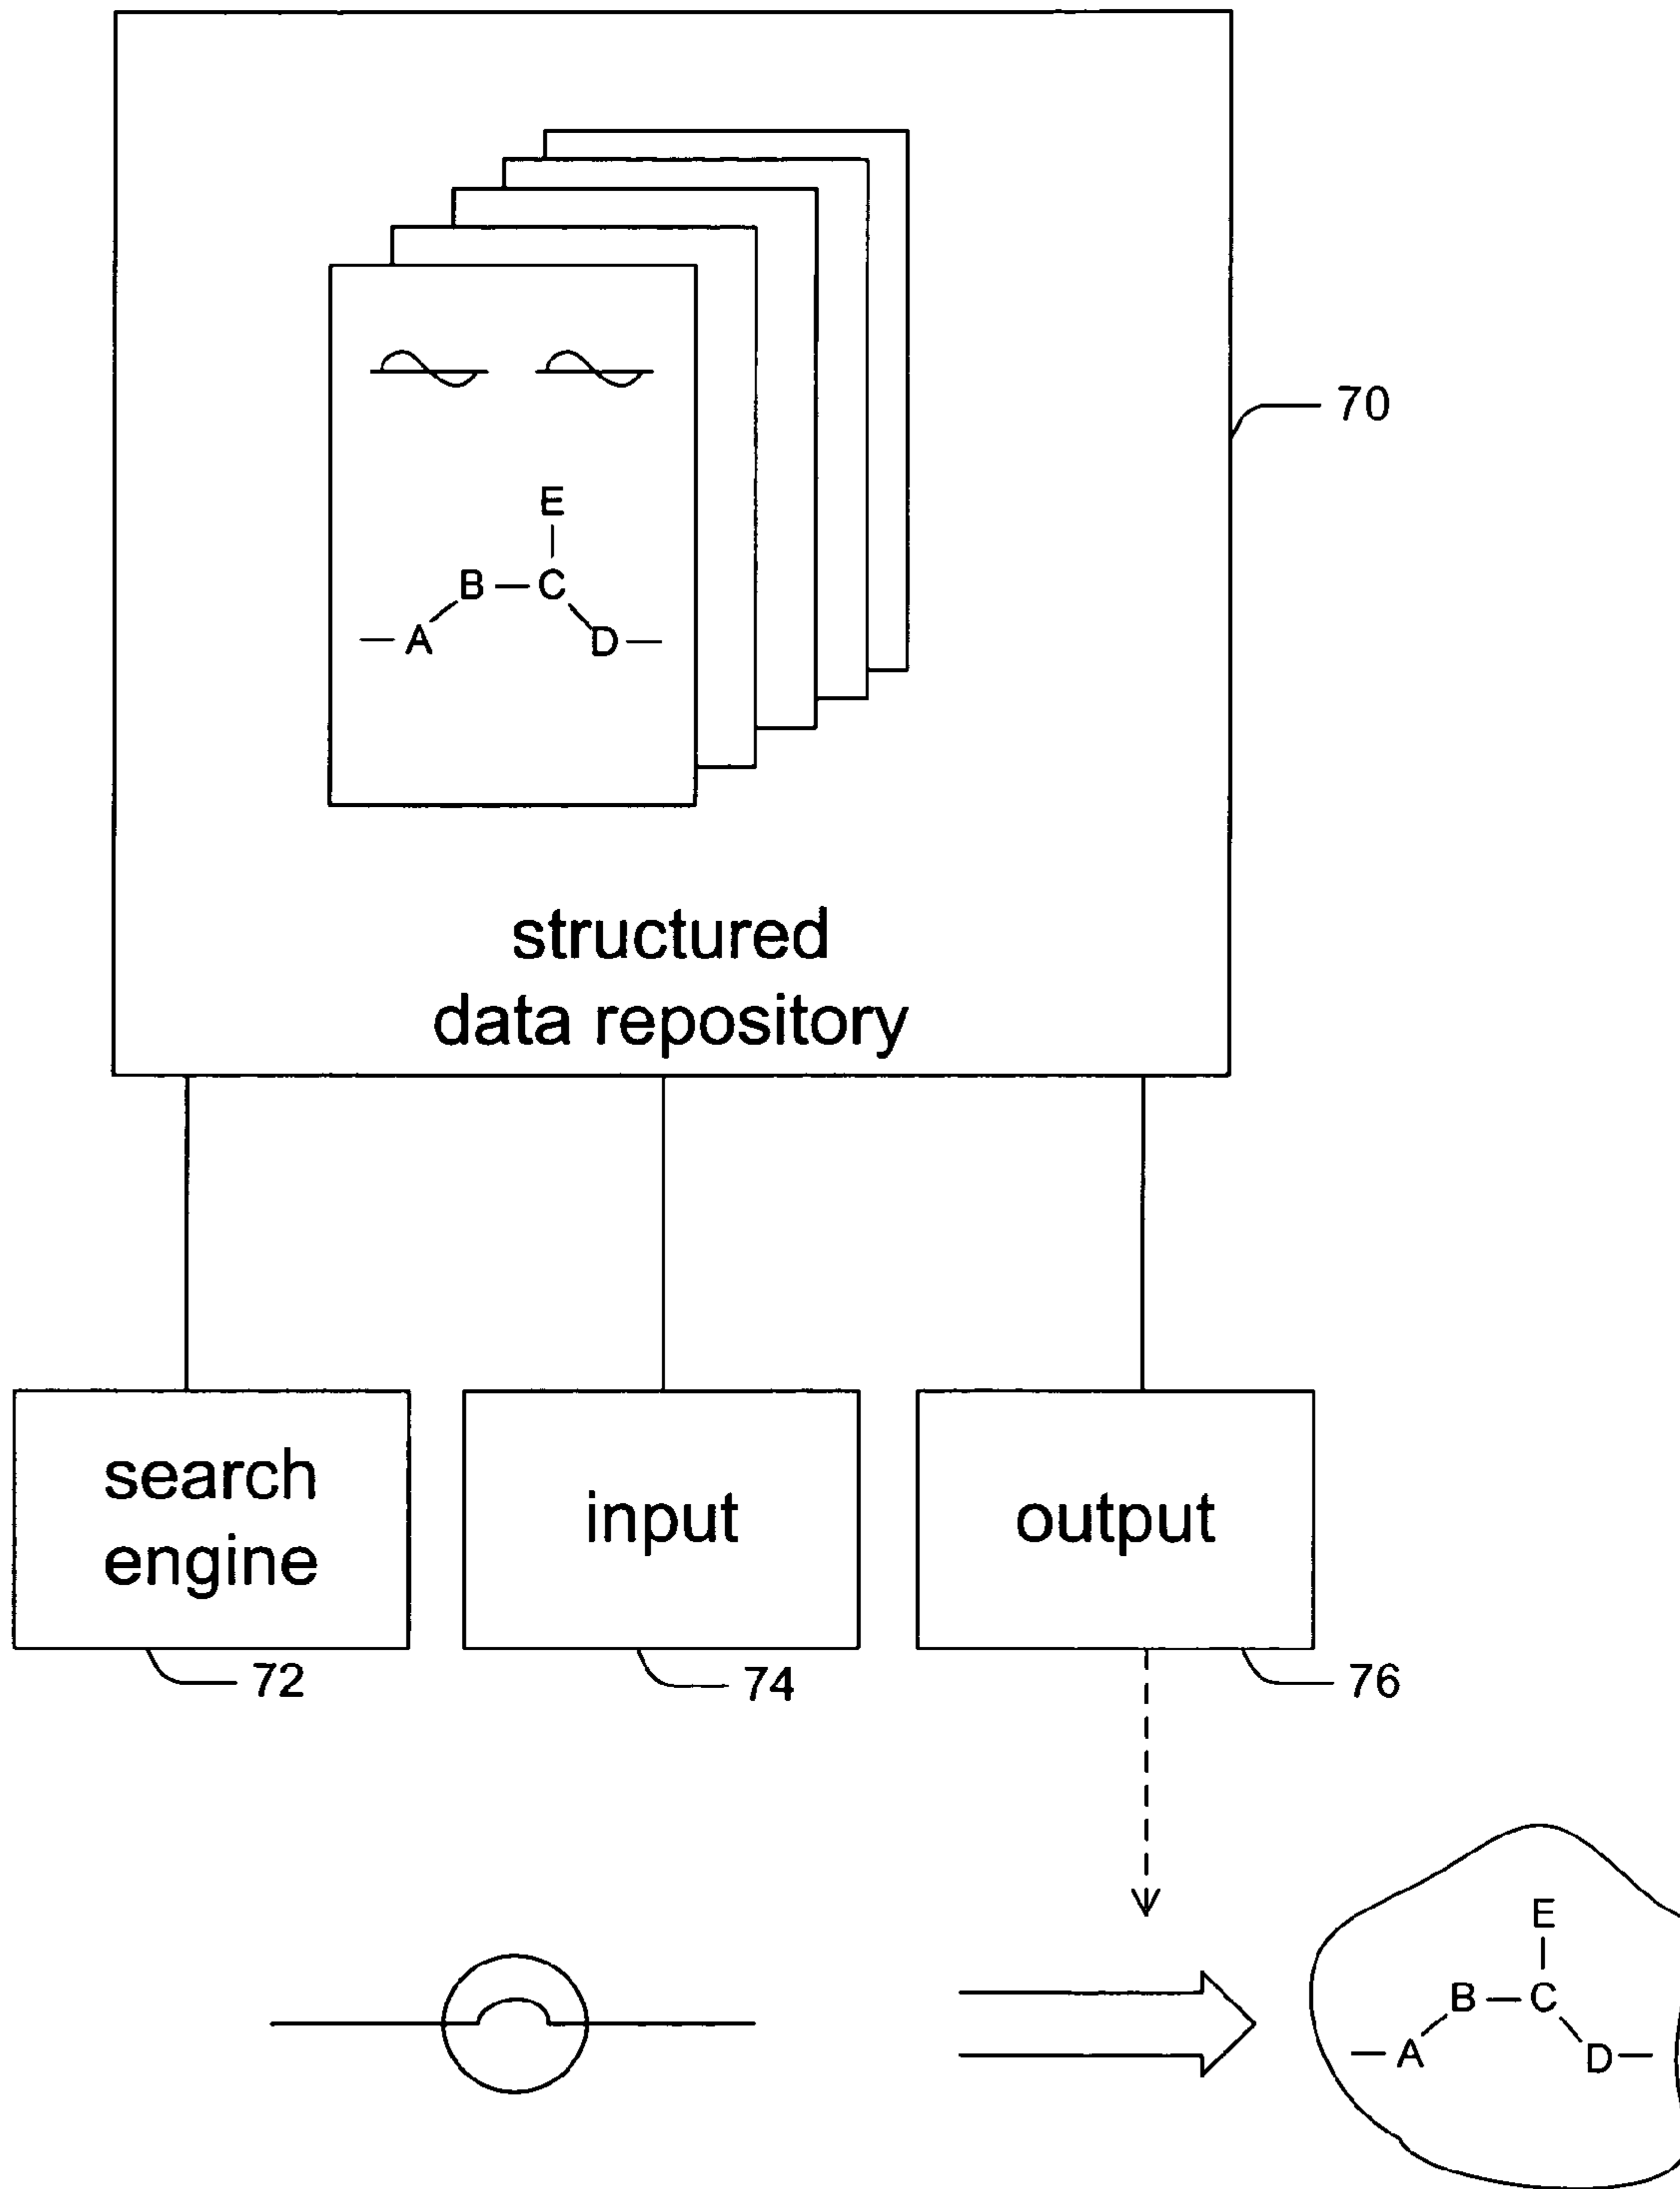 70
E
B — C
— A D —
structured
data repository
search
engine
input
output
72
74
76
E
B — C
— A D —